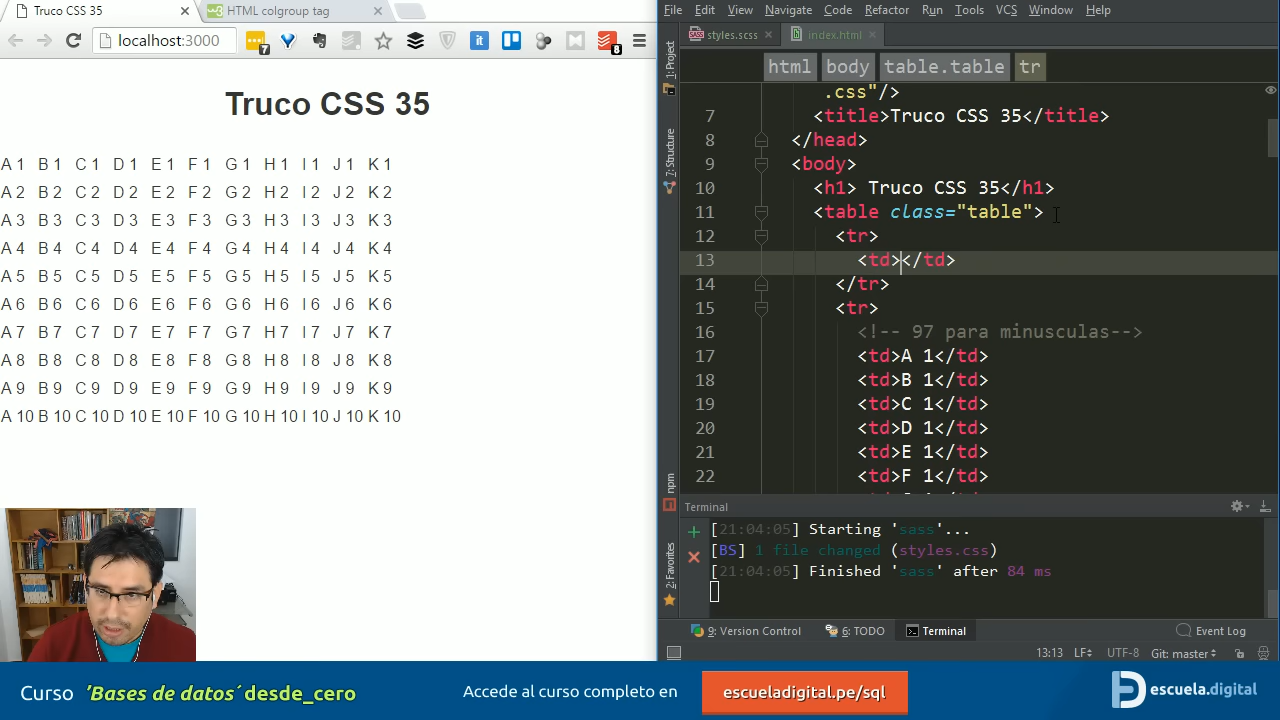 Truco CSS 35
HTML colgroup tag
localhost:3000
7
it
8
Truco CSS 35
A 1 B 1 C 1 D 1 E 1 F 1 G 1 H 1 I 1 J 1 K 1
A 2 B 2 C 2 D 2 E 2 F 2 G 2 H 2 I 2 J 2 K 2
A 3 B 3 C 3 D 3 E 3 F 3 G 3 H 3 I 3 J 3 K 3
A 4 B 4 C 4 D 4 E 4 F 4 G 4 H 4 I 4 J 4 K 4
A 5 B 5 C 5 D 5 E 5 F 5 G 5 H 5 I 5 J 5 K 5
A 6 B 6 C 6 D 6 E 6 F 6 G 6 H 6 I 6 J 6 K 6
A 7 B 7 C 7 D 7 E 7 F 7 G 7 H 7 I 7 J 7 K 7
A 8 B 8 C 8 D 8 E 8 F 8 G 8 H 8 I 8 J 8 K 8
A 9 B 9 C 9 D 9 E 9 F 9 G 9 H 9 I 9 J 9 K 9
A 10 B 10 C 10 D 10 E 10 F 10 G 10 H 10 I 10 J 10 K 10
File Edit View Navigate Code Refactor Run Tools VCS Window Help
styles.scss index.html
html body table.table tr
1: Project
7: Structure
npm
2: Favorites
.css"/>
7 <title>Truco CSS 35</title>
8 </head>
9 <body>
10 <h1> Truco CSS 35</h1>
11 <table class="table">
12 <tr>
13 <td></td>
14 </tr>
15 <tr>
16 <!-- 97 para minusculas-->
17 <td>A 1</td>
18 <td>B 1</td>
19 <td>C 1</td>
20 <td>D 1</td>
21 <td>E 1</td>
22 <td>F 1</td>
Terminal
[21:04:05] Starting 'sass'...
[BS] 1 file changed (styles.css)
[21:04:05] Finished 'sass' after 84 ms
9: Version Control 6: TODO Terminal Event Log
13:13 LF UTF-8 Git: master
Curso 'Bases de datos´ desde_cero
Accede al curso completo en
escueladigital.pe/sql
escuela.digital